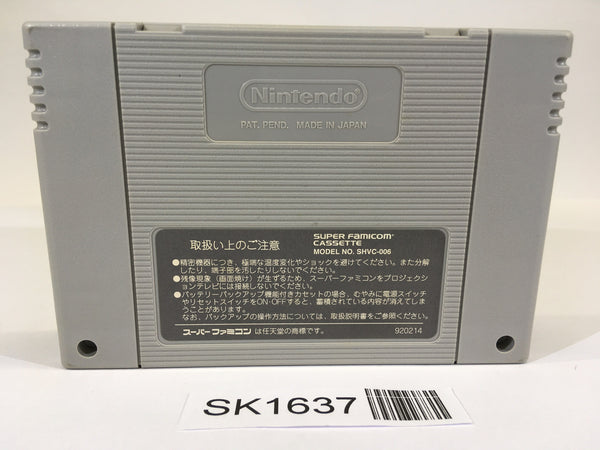 Nintendo
PAT. PEND. MADE IN JAPAN
取扱い上のご注意
SUPER FAMICOM
CASSETTE
MODEL NO. SHVC-006
●精密機器につき、極端な温度変化やショックを避けてください。また分解
したり、端子部を汚したりしないでください。
●残像現象（画面焼け）が生ずるため、スーパーファミコンをプロジェクシ
ョンテレビには接続しないでください。
●バッテリーバックアップ機能付きカセットの場合、むやみに電源スイッチ
やリセットスイッチをON・OFFすると、蓄積されている内容が消えてしま
うことがあります。
なお、バックアップの操作方法については、取扱説明書をご参照ください。
スーパーファミコン は任天堂の商標です。 920214
SK1637